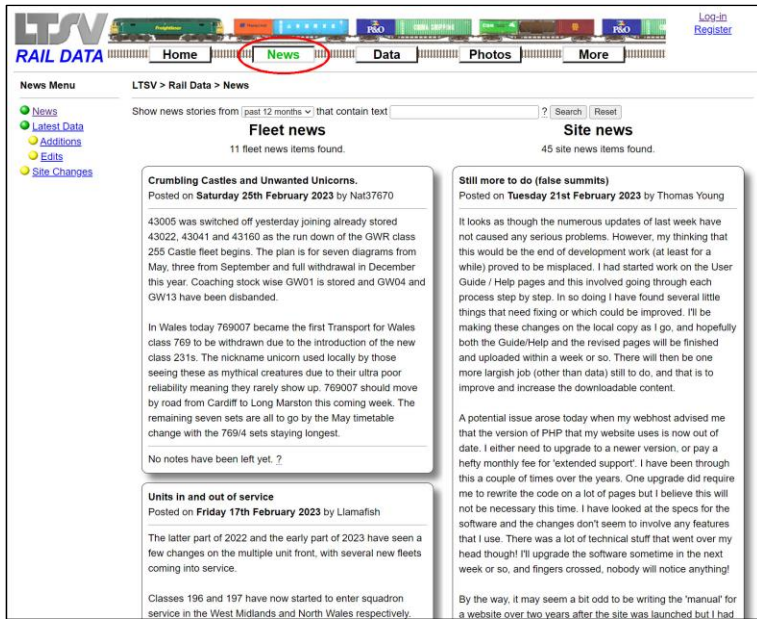 LTSV
RAIL DATA
Freightliner
P&O
CHINA SHIPPING
P&O
Log-in
Register
Home
News
Data
Photos
More
News Menu
News
Latest Data
Additions
Edits
Site Changes
LTSV > Rail Data > News
Show news stories from past 12 months that contain text ? Search Reset
Fleet news
11 fleet news items found.
Crumbling Castles and Unwanted Unicorns.
Posted on Saturday 25th February 2023 by Nat37670
43005 was switched off yesterday joining already stored
43022, 43041 and 43160 as the run down of the GWR class
255 Castle fleet begins. The plan is for seven diagrams from
May, three from September and full withdrawal in December
this year. Coaching stock wise GW01 is stored and GW04 and
GW13 have been disbanded.
In Wales today 769007 became the first Transport for Wales
class 769 to be withdrawn due to the introduction of the new
class 231s. The nickname unicorn used locally by those
seeing these as mythical creatures due to their ultra poor
reliability meaning they rarely show up. 769007 should move
by road from Cardiff to Long Marston this coming week. The
remaining seven sets are all to go by the May timetable
change with the 769/4 sets staying longest.
No notes have been left yet. ?
Units in and out of service
Posted on Friday 17th February 2023 by Llamafish
The latter part of 2022 and the early part of 2023 have seen a
few changes on the multiple unit front, with several new fleets
coming into service.
Classes 196 and 197 have now started to enter squadron
service in the West Midlands and North Wales respectively.
Site news
45 site news items found.
Still more to do (false summits)
Posted on Tuesday 21st February 2023 by Thomas Young
It looks as though the numerous updates of last week have
not caused any serious problems. However, my thinking that
this would be the end of development work (at least for a
while) proved to be misplaced. I had started work on the User
Guide / Help pages and this involved going through each
process step by step. In so doing I have found several little
things that need fixing or which could be improved. I'll be
making these changes on the local copy as I go, and hopefully
both the Guide/Help and the revised pages will be finished
and uploaded within a week or so. There will then be one
more largish job (other than data) still to do, and that is to
improve and increase the downloadable content.
A potential issue arose today when my webhost advised me
that the version of PHP that my website uses is now out of
date. I either need to upgrade to a newer version, or pay a
hefty monthly fee for 'extended support'. I have been through
this a couple of times over the years. One upgrade did require
me to rewrite the code on a lot of pages but I believe this will
not be necessary this time. I have looked at the specs for the
software and the changes don't seem to involve any features
that I use. There was a lot of technical stuff that went over my
head though! I'll upgrade the software sometime in the next
week or so, and fingers crossed, nobody will notice anything!
By the way, it may seem a bit odd to be writing the 'manual' for
a website over two years after the site was launched but I had